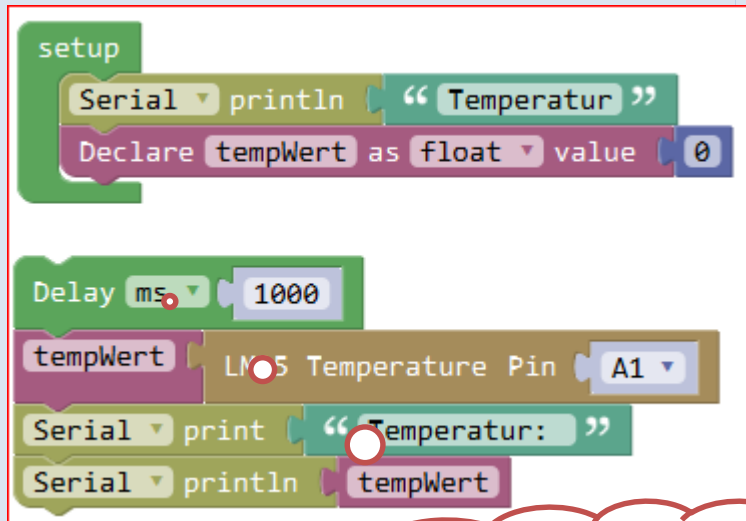 setup
Serial println “ Temperatur ”
Declare tempWert as float value 0
Delay ms 1000
tempWert Temperature Pin A1
Serial print “ Temperatur: ”
Serial println tempWert